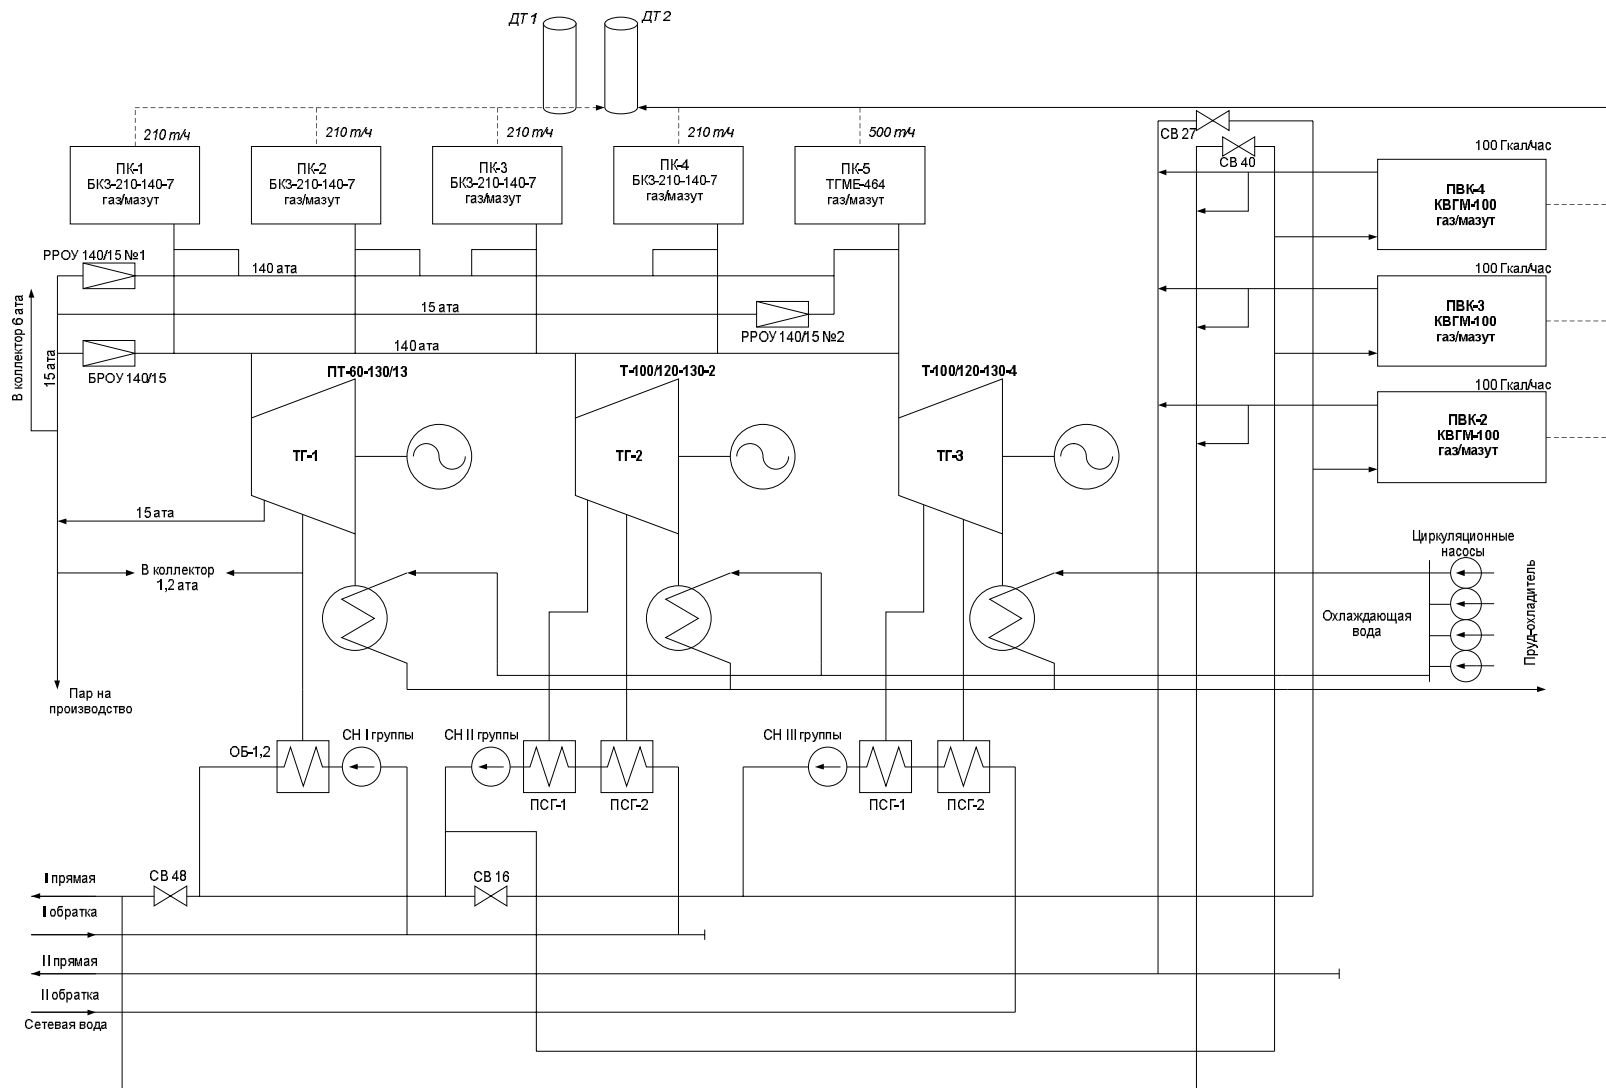 ДТ 1
ДТ 2
210 т/ч
210 т/ч
210 т/ч
210 т/ч
500 т/ч
ПК-1
БКЗ-210-140-7
газ/мазут
ПК-2
БКЗ-210-140-7
газ/мазут
ПК-3
БКЗ-210-140-7
газ/мазут
ПК-4
БКЗ-210-140-7
газ/мазут
ПК-5
ТГМЕ-464
газ/мазут
СВ 27
СВ 40
100 Гкал/час
ПВК-4
КВГМ-100
газ/мазут
100 Гкал/час
ПВК-3
КВГМ-100
газ/мазут
100 Гкал/час
ПВК-2
КВГМ-100
газ/мазут
РРОУ 140/15 №1
140 ата
15 ата
РРОУ 140/15 №2
140 ата
БРОУ 140/15
В коллектор 6 ата
15 ата
ПТ-60-130/13
Т-100/120-130-2
Т-100/120-130-4
ТГ-1
ТГ-2
ТГ-3
15 ата
В коллектор
1,2 ата
Циркуляционные
насосы
Охлаждающая
вода
Пруд-охладитель
Пар на
производство
ОБ-1,2
СН I группы
СН II группы
СН III группы
ПСГ-1
ПСГ-2
ПСГ-1
ПСГ-2
I прямая
СВ 48
СВ 16
I обратка
II прямая
II обратка
Сетевая вода